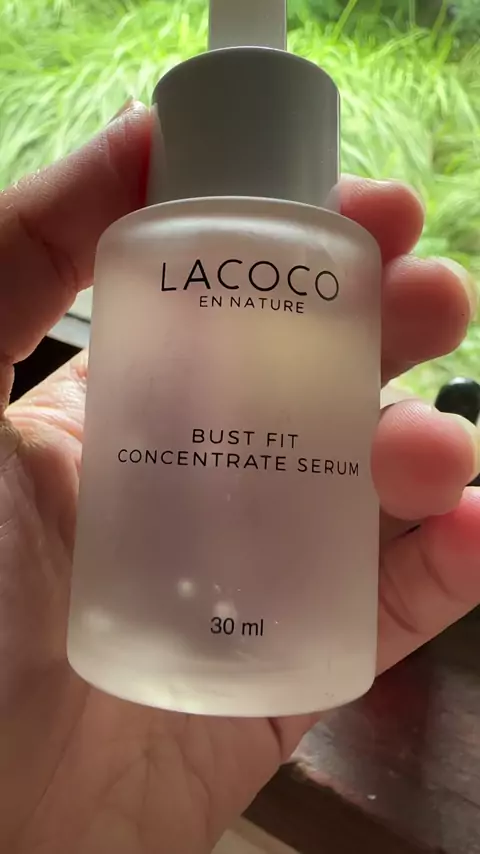 LACOCO
EN NATURE
BUST FIT
CONCENTRATE SERUM
30 ml